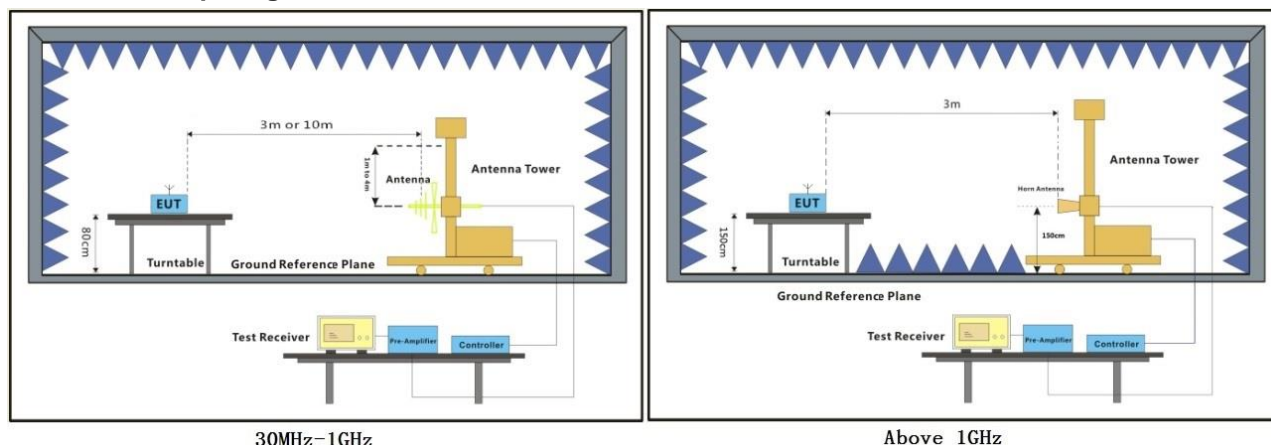 3m or 10m
1m to 4m
Antenna
Antenna Tower
EUT
80cm
Turntable
Ground Reference Plane
Test Receiver
Pre-Amplifier
Controller
30MHz-1GHz
3m
Antenna Tower
Horn Antenna
EUT
150cm
150cm
Turntable
Ground Reference Plane
Test Receiver
Pre-Amplifier
Controller
Above 1GHz